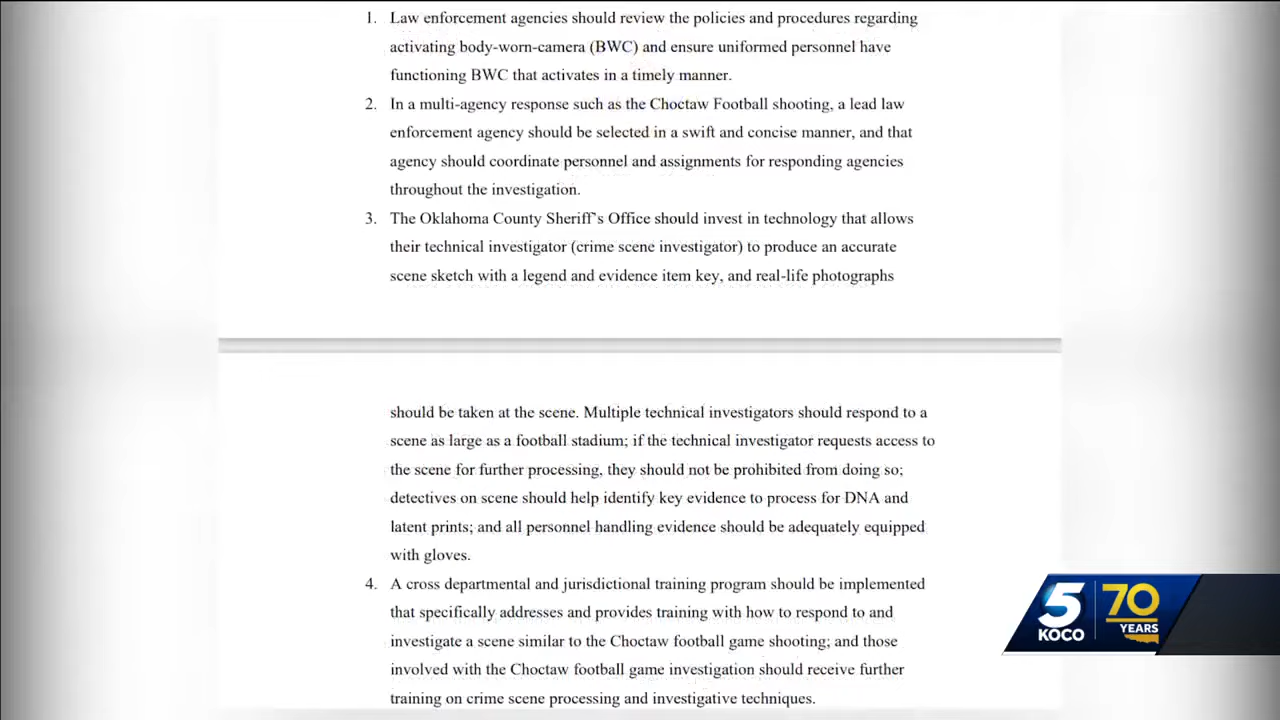 1. Law enforcement agencies should review the policies and procedures regarding
activating body-worn-camera (BWC) and ensure uniformed personnel have
functioning BWC that activates in a timely manner.
2. In a multi-agency response such as the Choctaw Football shooting, a lead law
enforcement agency should be selected in a swift and concise manner, and that
agency should coordinate personnel and assignments for responding agencies
throughout the investigation.
3. The Oklahoma County Sheriff's Office should invest in technology that allows
their technical investigator (crime scene investigator) to produce an accurate
scene sketch with a legend and evidence item key, and real-life photographs
should be taken at the scene. Multiple technical investigators should respond to a
scene as large as a football stadium; if the technical investigator requests access to
the scene for further processing, they should not be prohibited from doing so;
detectives on scene should help identify key evidence to process for DNA and
latent prints; and all personnel handling evidence should be adequately equipped
with gloves.
4. A cross departmental and jurisdictional training program should be implemented
that specifically addresses and provides training with how to respond to and
investigate a scene similar to the Choctaw football game shooting; and those
involved with the Choctaw football game investigation should receive further
training on crime scene processing and investigative techniques.
5
KOCO
70
YEARS